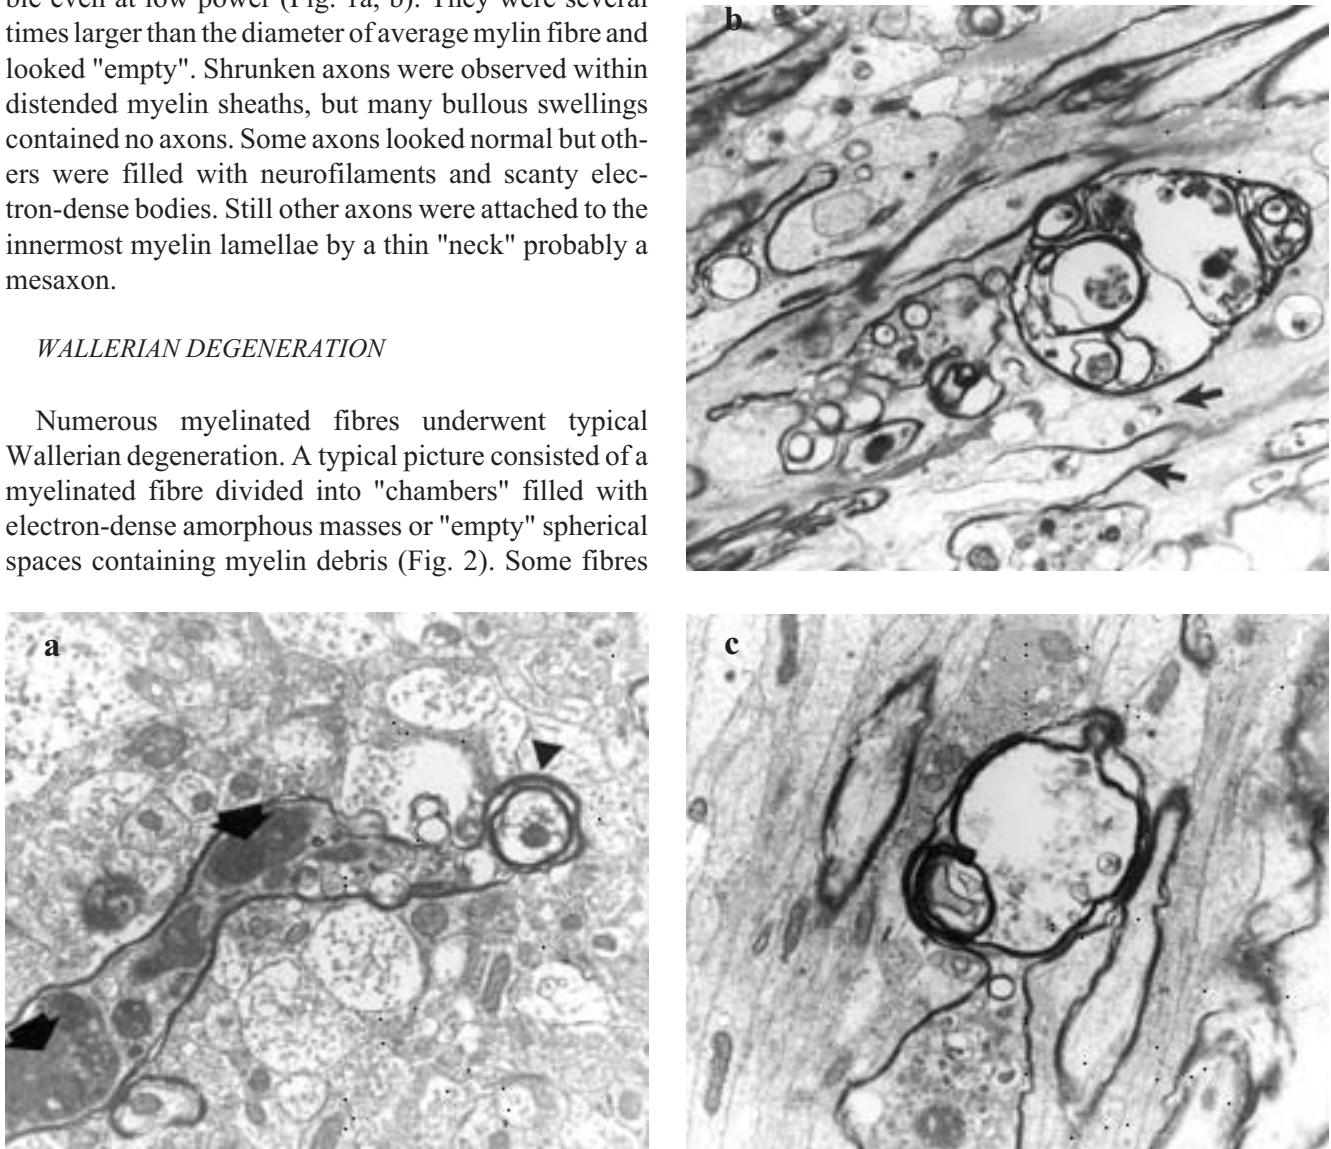 ble even at low power (Fig. 1a, b). They were several
times larger than the diameter of average mylin fibre and
looked "empty". Shrunken axons were observed within
distended myelin sheaths, but many bullous swellings
contained no axons. Some axons looked normal but oth-
ers were filled with neurofilaments and scanty elec-
tron-dense bodies. Still other axons were attached to the
innermost myelin lamellae by a thin "neck" probably a
mesaxon.
WALLERIAN DEGENERATION
Numerous myelinated fibres underwent typical
Wallerian degeneration. A typical picture consisted of a
myelinated fibre divided into "chambers" filled with
electron-dense amorphous masses or "empty" spherical
spaces containing myelin debris (Fig. 2). Some fibres
b
a
c